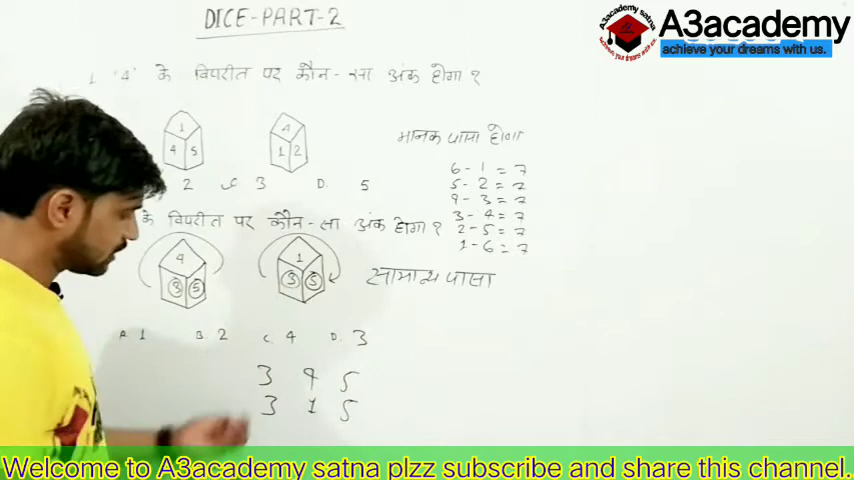 DICE-PART-2
A3academy satna
A3academy
achieve your dreams with us.
1 '4' के विपरीत पर कौन-सा अंक होगा ?
1
4 5
4
1 2
मानक पासा होगा
6-1=7
5-2=7
4-3=7
3-4=7
2-5=7
1-6=7
2 C 3 D. 5
के विपरीत पर कौन-सा अंक होगा ?
4
3 5
1
3 5
सामान्य पासा
A. 1 B. 2 C. 4 D. 3
3 4 5
3 1 5
Welcome to A3academy satna plzz subscribe and share this channel.